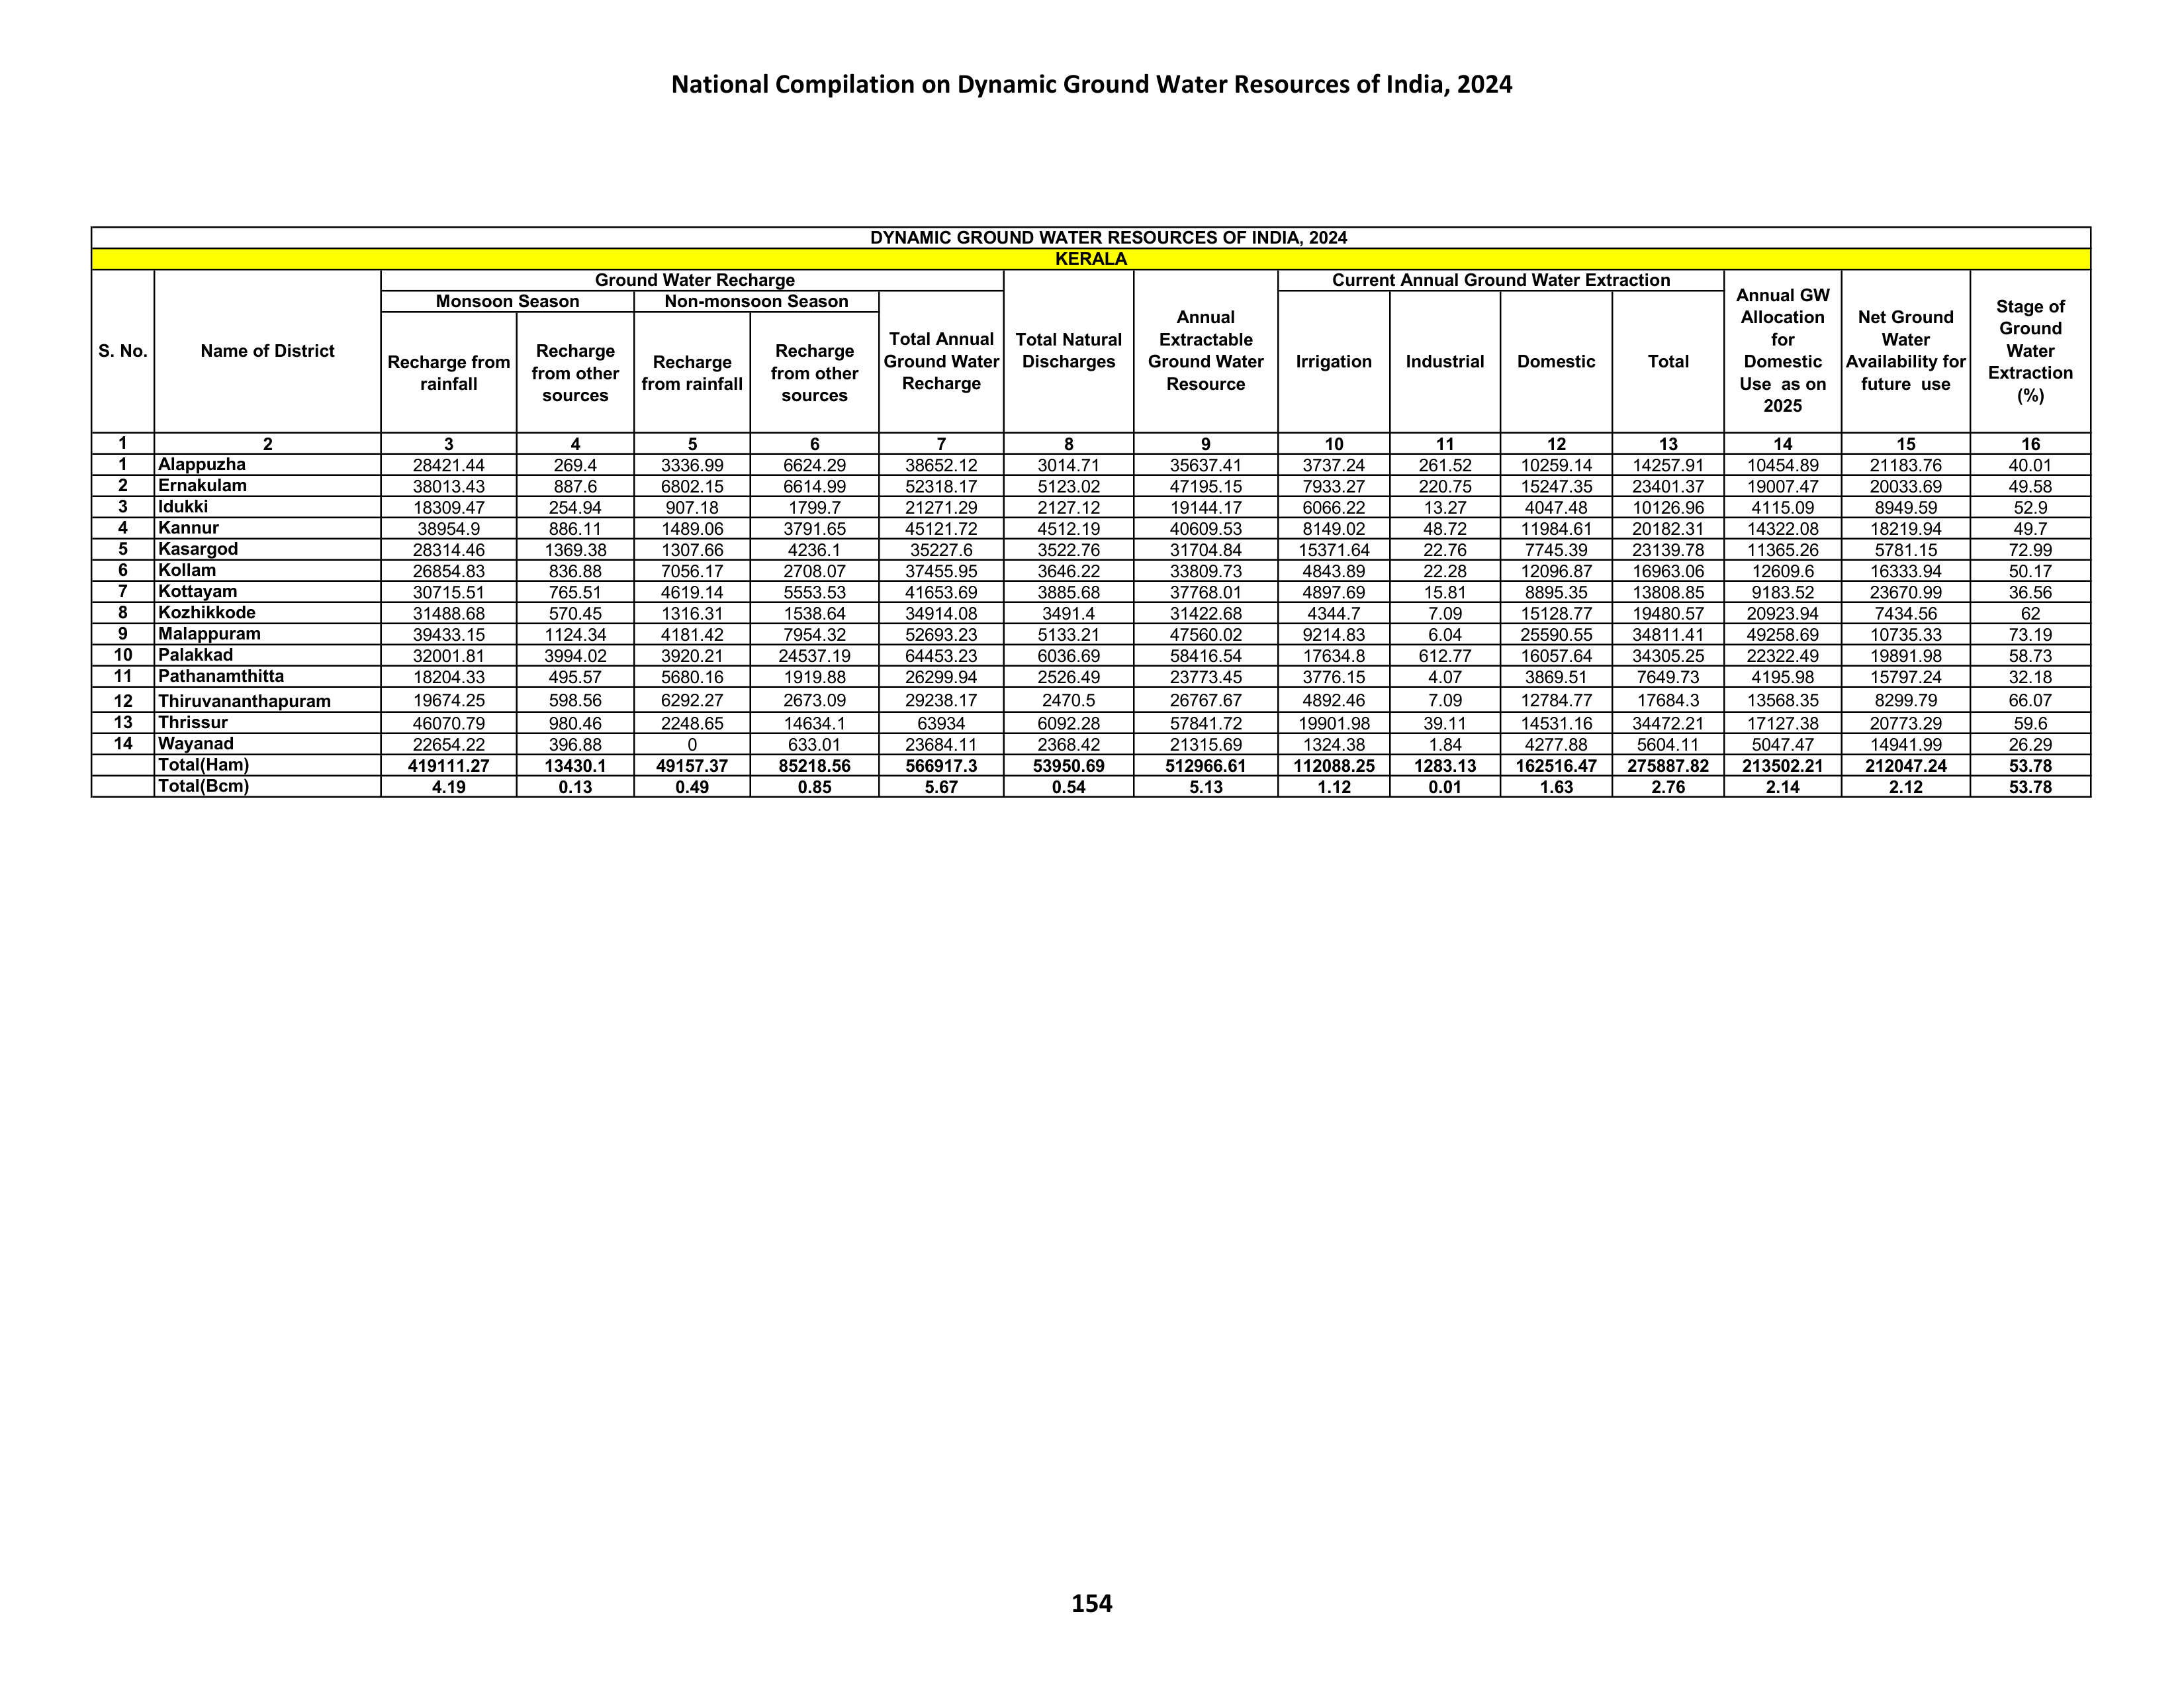 National Compilation on Dynamic Ground Water Resources of India, 2024
DYNAMIC GROUND WATER RESOURCES OF INDIA, 2024
KERALA
S. No. Name of District Ground Water Recharge Total Natural Discharges Annual Extractable Ground Water Resource Current Annual Ground Water Extraction Annual GW Allocation for Domestic Use as on 2025 Net Ground Water Availability for future use Stage of Ground Water Extraction (%)
Monsoon Season Non-monsoon Season Total Annual Ground Water Recharge Irrigation Industrial Domestic Total
Recharge from rainfall Recharge from other sources Recharge from rainfall Recharge from other sources
1 2 3 4 5 6 7 8 9 10 11 12 13 14 15 16
1 Alappuzha 28421.44 269.4 3336.99 6624.29 38652.12 3014.71 35637.41 3737.24 261.52 10259.14 14257.91 10454.89 21183.76 40.01
2 Ernakulam 38013.43 887.6 6802.15 6614.99 52318.17 5123.02 47195.15 7933.27 220.75 15247.35 23401.37 19007.47 20033.69 49.58
3 Idukki 18309.47 254.94 907.18 1799.7 21271.29 2127.12 19144.17 6066.22 13.27 4047.48 10126.96 4115.09 8949.59 52.9
4 Kannur 38954.9 886.11 1489.06 3791.65 45121.72 4512.19 40609.53 8149.02 48.72 11984.61 20182.31 14322.08 18219.94 49.7
5 Kasargod 28314.46 1369.38 1307.66 4236.1 35227.6 3522.76 31704.84 15371.64 22.76 7745.39 23139.78 11365.26 5781.15 72.99
6 Kollam 26854.83 836.88 7056.17 2708.07 37455.95 3646.22 33809.73 4843.89 22.28 12096.87 16963.06 12609.6 16333.94 50.17
7 Kottayam 30715.51 765.51 4619.14 5553.53 41653.69 3885.68 37768.01 4897.69 15.81 8895.35 13808.85 9183.52 23670.99 36.56
8 Kozhikkode 31488.68 570.45 1316.31 1538.64 34914.08 3491.4 31422.68 4344.7 7.09 15128.77 19480.57 20923.94 7434.56 62
9 Malappuram 39433.15 1124.34 4181.42 7954.32 52693.23 5133.21 47560.02 9214.83 6.04 25590.55 34811.41 49258.69 10735.33 73.19
10 Palakkad 32001.81 3994.02 3920.21 24537.19 64453.23 6036.69 58416.54 17634.8 612.77 16057.64 34305.25 22322.49 19891.98 58.73
11 Pathanamthitta 18204.33 495.57 5680.16 1919.88 26299.94 2526.49 23773.45 3776.15 4.07 3869.51 7649.73 4195.98 15797.24 32.18
12 Thiruvananthapuram 19674.25 598.56 6292.27 2673.09 29238.17 2470.5 26767.67 4892.46 7.09 12784.77 17684.3 13568.35 8299.79 66.07
13 Thrissur 46070.79 980.46 2248.65 14634.1 63934 6092.28 57841.72 19901.98 39.11 14531.16 34472.21 17127.38 20773.29 59.6
14 Wayanad 22654.22 396.88 0 633.01 23684.11 2368.42 21315.69 1324.38 1.84 4277.88 5604.11 5047.47 14941.99 26.29
Total(Ham) 419111.27 13430.1 49157.37 85218.56 566917.3 53950.69 512966.61 112088.25 1283.13 162516.47 275887.82 213502.21 212047.24 53.78
Total(Bcm) 4.19 0.13 0.49 0.85 5.67 0.54 5.13 1.12 0.01 1.63 2.76 2.14 2.12 53.78
154